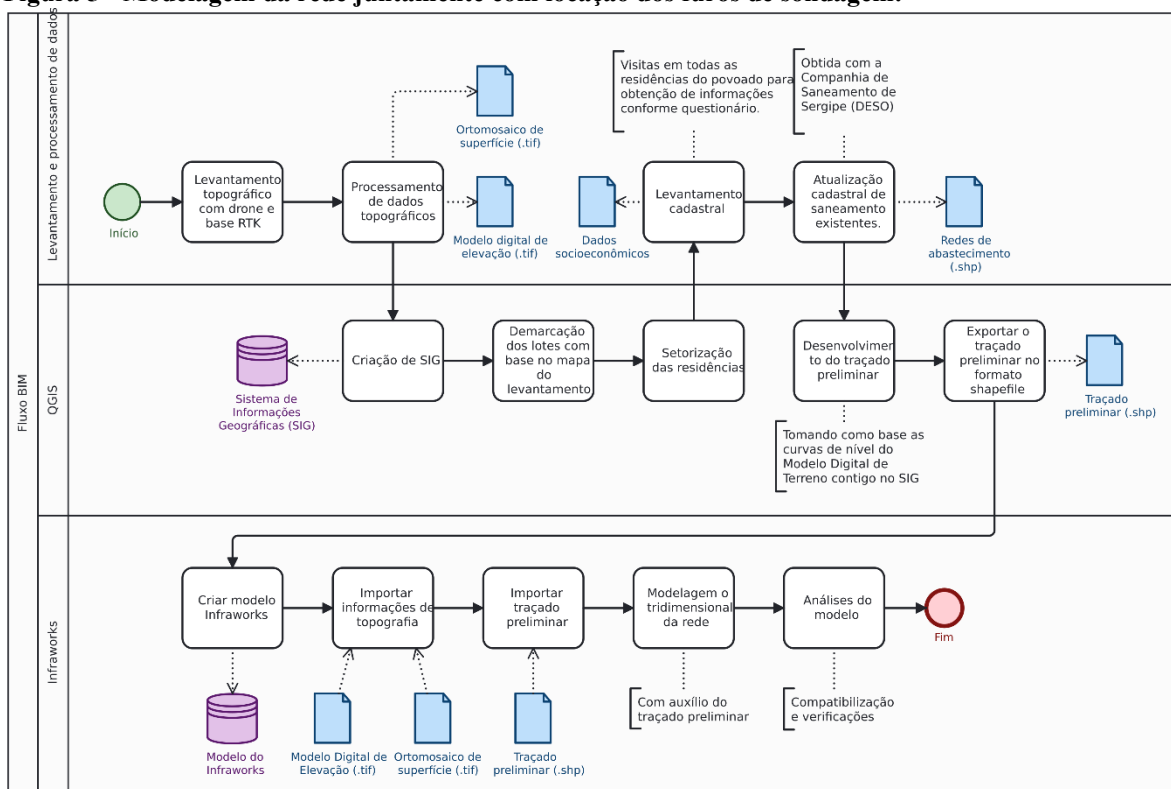 Figura 3 - Modelagem da rede juntamente com locação dos furos de sondagem.
Fluxo BIM
Levantamento e processamento de dados
Início
Levantamento
topográfico
com drone e
base RTK
Processamento
de dados
topográficos
Ortomosaico de
superfície (.tif)
Modelo digital de
elevação (.tif)
Visitas em todas as
residências do povoado para
obtenção de informações
conforme questionário.
Dados
socioeconômicos
Levantamento
cadastral
Obtida com a
Companhia de
Saneamento de
Sergipe (DESO)
Atualização
cadastral de
saneamento
existentes.
Redes de
abastecimento
(.shp)
QGIS
Sistema de
Informações
Geográficas (SIG)
Criação de SIG
Demarcação
dos lotes com
base no mapa
do
levantamento
Setorização
das residências
Desenvolvimen
to do traçado
preliminar
Tomando como base as
curvas de nível do
Modelo Digital de
Terreno contigo no SIG
Exportar o
traçado
preliminar no
formato
shapefile
Traçado
preliminar (.shp)
Infraworks
Criar modelo
Infraworks
Modelo do
Infraworks
Importar
informações de
topografia
Modelo Digital de
Elevação (.tif)
Ortomosaico de
superfície (.tif)
Importar
traçado
preliminar
Traçado
preliminar (.shp)
Modelagem o
tridimensional
da rede
Com auxílio do
traçado preliminar
Análises do
modelo
Compatibilização
e verificações
Fim